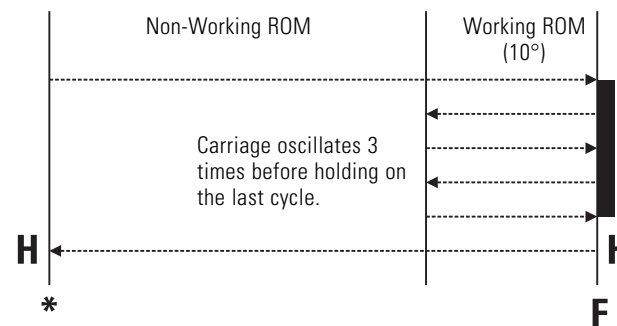 Non-Working ROM
Working ROM
(10°)
Carriage oscillates 3
times before holding on
the last cycle.
H
*
F